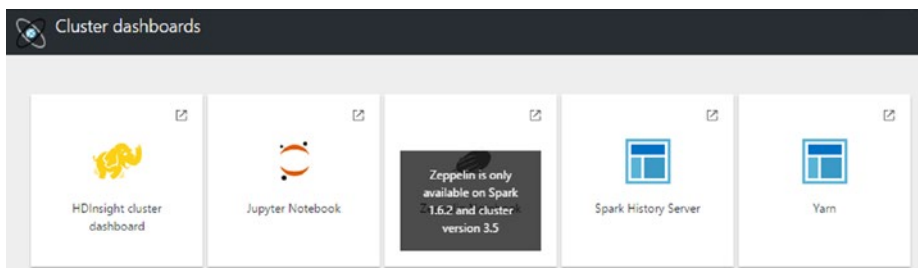 Cluster dashboards
Zeppelin is only
available on Spark
1.6.2 and cluster
version 3.5
HDInsight cluster
dashboard
Jupyter Notebook
Spark History Server
Yarn